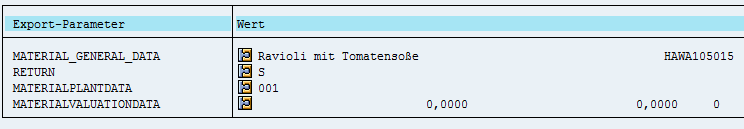 Export-Parameter Wert
MATERIAL_GENERAL_DATA Ravioli mit Tomatensoße HAWA105015
RETURN S
MATERIALPLANTDATA 001
MATERIALVALUATIONDATA 0,0000 0,0000 0